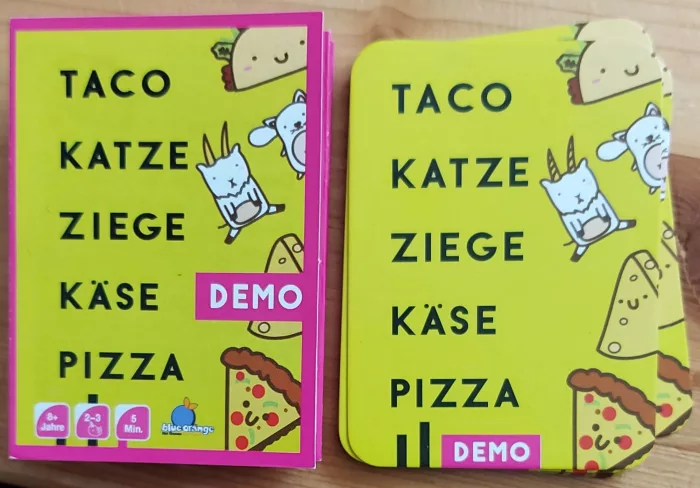 TACO
KATZE
ZIEGE
KÄSE
DEMO
PIZZA
8+ Jahre
2-3
5 Min.
blue orange
TACO
KATZE
ZIEGE
KÄSE
PIZZA
DEMO